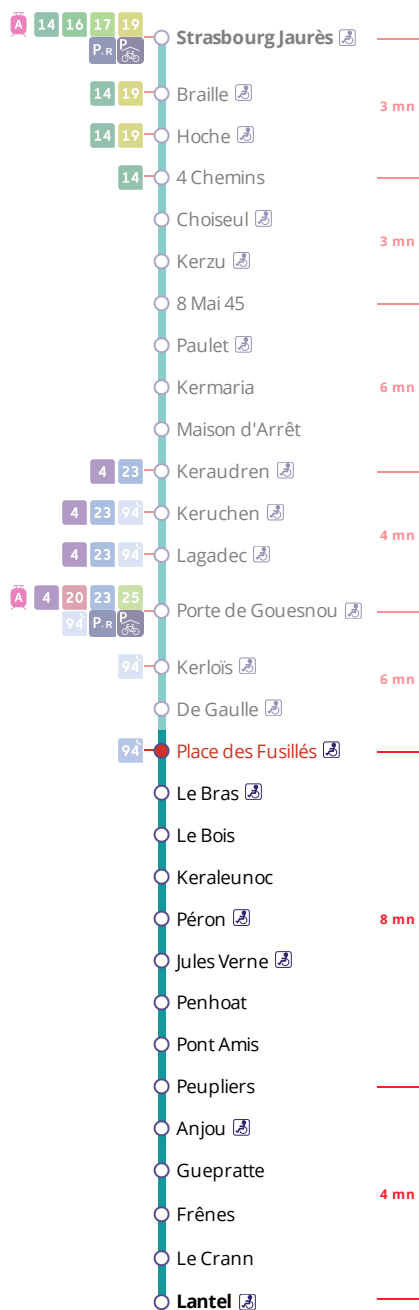 A 14 16 17 19
P+R P
Strasbourg Jaurès
14 19 Braille
3 mn
14 19 Hoche
14 4 Chemins
Choiseul
3 mn
Kerzu
8 Mai 45
Paulet
Kermaria
6 mn
Maison d'Arrêt
4 23 Keraudren
4 23 94 Keruchen
4 mn
4 23 94 Lagadec
A 4 20 23 25
94 P+R P
Porte de Gouesnou
94 Kerloïs
6 mn
De Gaulle
94 Place des Fusillés
Le Bras
Le Bois
Keraleunoc
Péron
8 mn
Jules Verne
Penhoat
Pont Amis
Peupliers
Anjou
Guepratte
4 mn
Frênes
Le Crann
Lantel